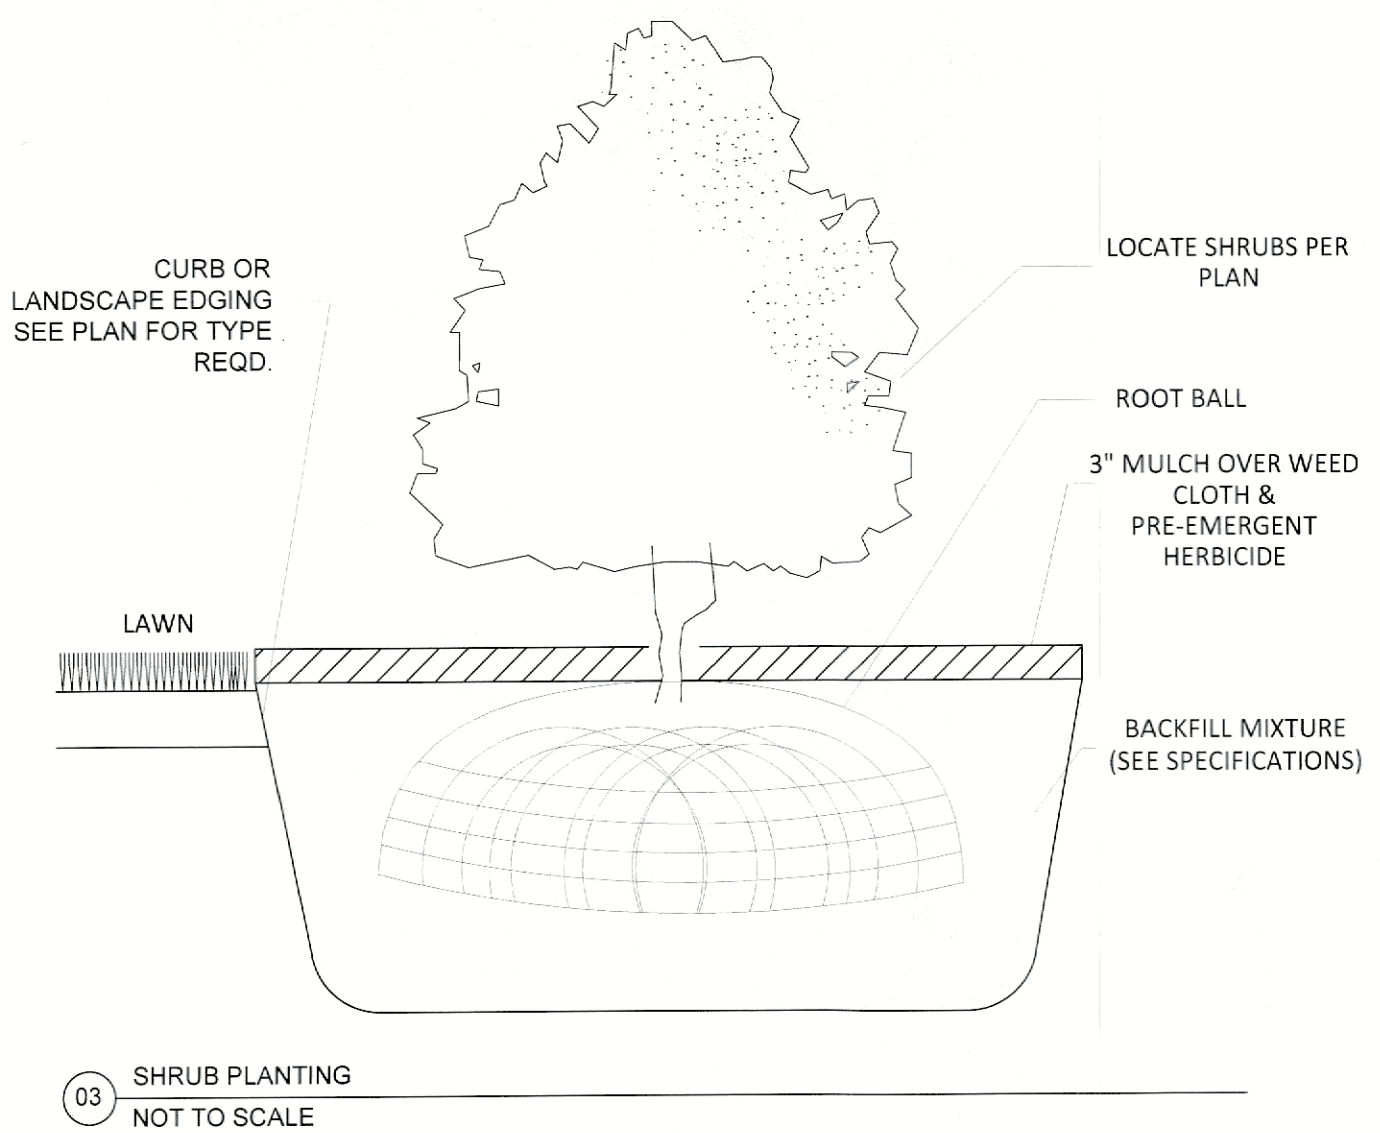 CURB OR
LANDSCAPE EDGING
SEE PLAN FOR TYPE
REQD.
LAWN
LOCATE SHRUBS PER
PLAN
ROOT BALL
3" MULCH OVER WEED
CLOTH &
PRE-EMERGENT
HERBICIDE
BACKFILL MIXTURE
(SEE SPECIFICATIONS)
03
SHRUB PLANTING
NOT TO SCALE